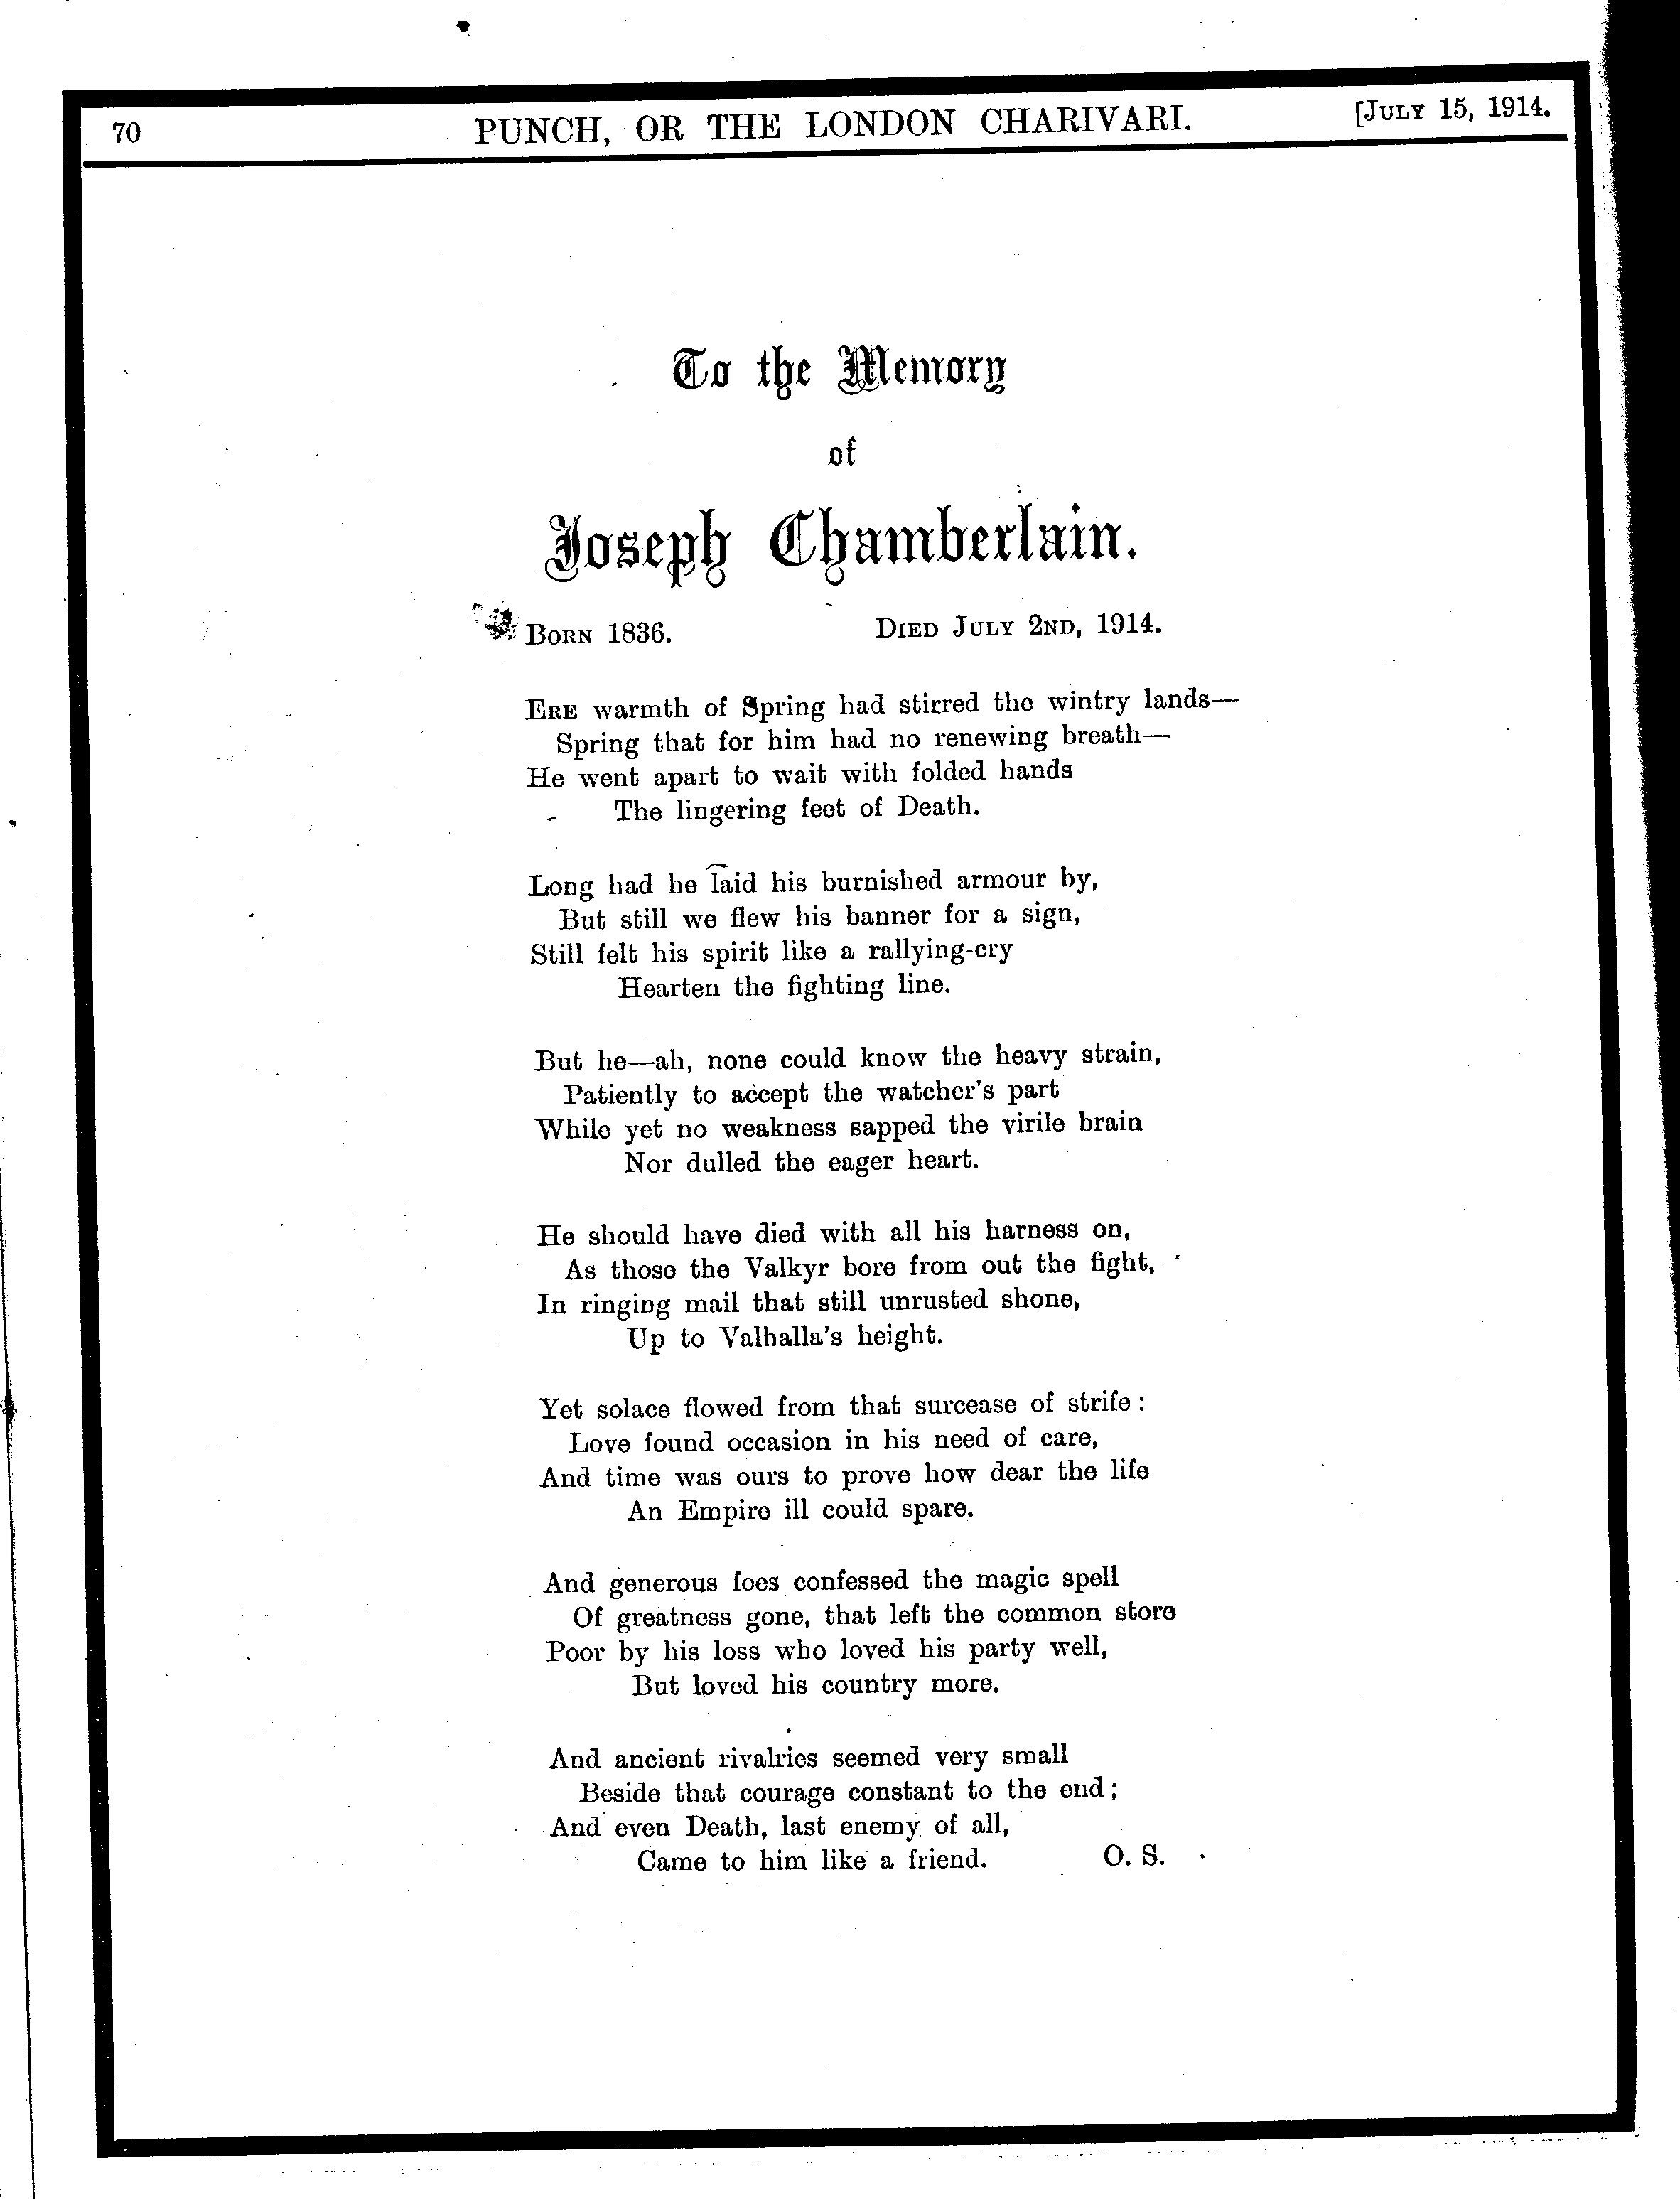 70 PUNCH, OR THE LONDON CHARIVARI. [JULY 15, 1914.
To the Memory
of
Joseph Chamberlain.
BORN 1836. DIED JULY 2ND, 1914.
ERE warmth of Spring had stirred the wintry lands—
Spring that for him had no renewing breath—
He went apart to wait with folded hands
The lingering feet of Death.
Long had he laid his burnished armour by,
But still we flew his banner for a sign,
Still felt his spirit like a rallying-cry
Hearten the fighting line.
But he—ah, none could know the heavy strain,
Patiently to accept the watcher's part
While yet no weakness sapped the virile brain
Nor dulled the eager heart.
He should have died with all his harness on,
As those the Valkyr bore from out the fight,
In ringing mail that still unrusted shone,
Up to Valhalla's height.
Yet solace flowed from that surcease of strife:
Love found occasion in his need of care,
And time was ours to prove how dear the life
An Empire ill could spare.
And generous foes confessed the magic spell
Of greatness gone, that left the common store
Poor by his loss who loved his party well,
But loved his country more.
And ancient rivalries seemed very small
Beside that courage constant to the end;
And even Death, last enemy of all,
Came to him like a friend. O. S.